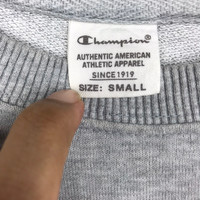 Champion
AUTHENTIC AMERICAN
ATHLETIC APPAREL
SINCE 1919
SIZE: SMALL